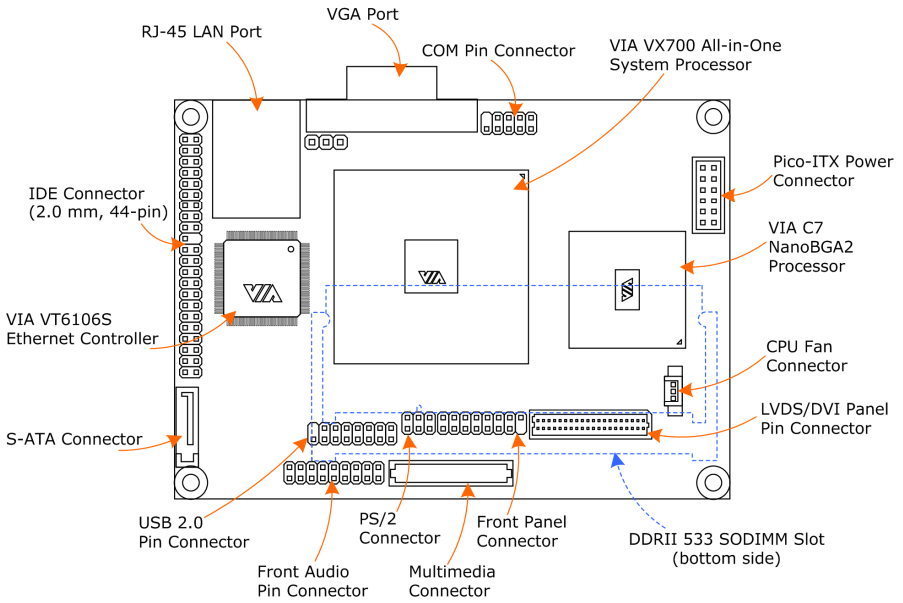 VGA Port
RJ-45 LAN Port
COM Pin Connector
VIA VX700 All-in-One
System Processor
Pico-ITX Power
Connector
IDE Connector
(2.0 mm, 44-pin)
VIA C7
NanoBGA2
Processor
VIA
VIA
VIA
VIA VT6106S
Ethernet Controller
CPU Fan
Connector
LVDS/DVI Panel
Pin Connector
S-ATA Connector
USB 2.0
Pin Connector
PS/2
Connector
Front Panel
Connector
DDRII 533 SODIMM Slot
(bottom side)
Front Audio
Pin Connector
Multimedia
Connector